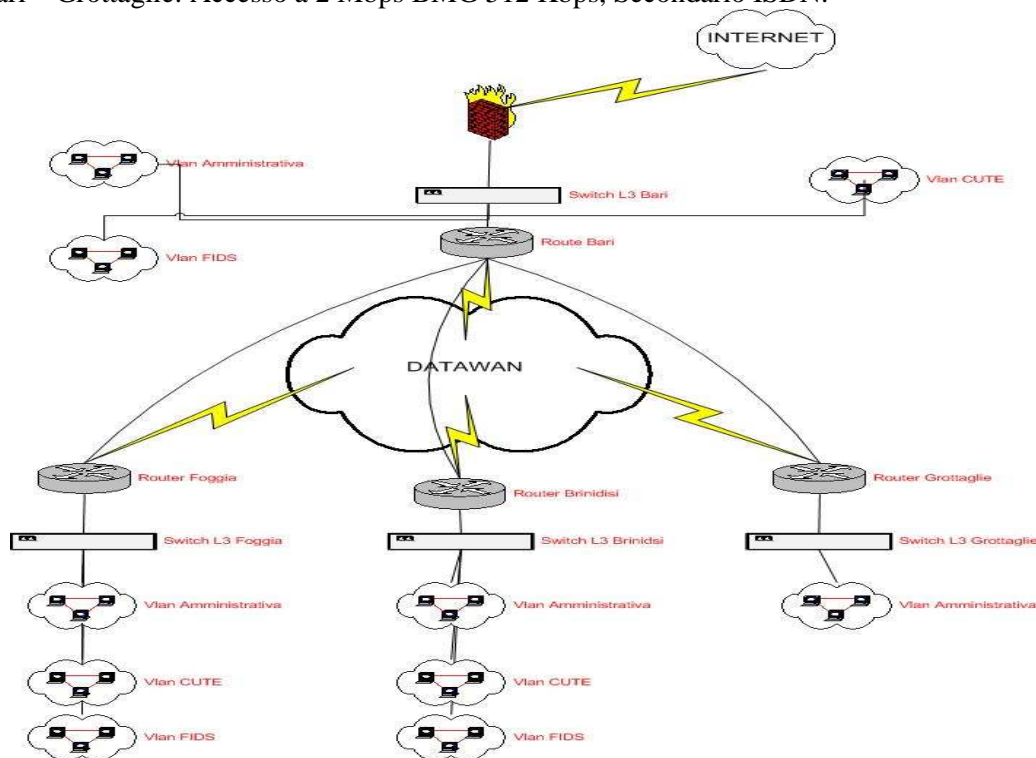 ari – Grottaglie: Accesso a 2 Mbps BMG 512 Kbps, Secondario ISDN.
INTERNET
Vlan Amministrativa
Switch L3 Bari
Vlan CUTE
Route Bari
Vlan FIDS
DATAWAN
Router Foggia
Router Brinidisi
Router Grottaglie
Switch L3 Foggia
Switch L3 Brinidsi
Switch L3 Grottaglie
Vlan Amministrativa
Vlan Amministrativa
Vlan Amministrativa
Vlan CUTE
Vlan CUTE
Vlan FIDS
Vlan FIDS